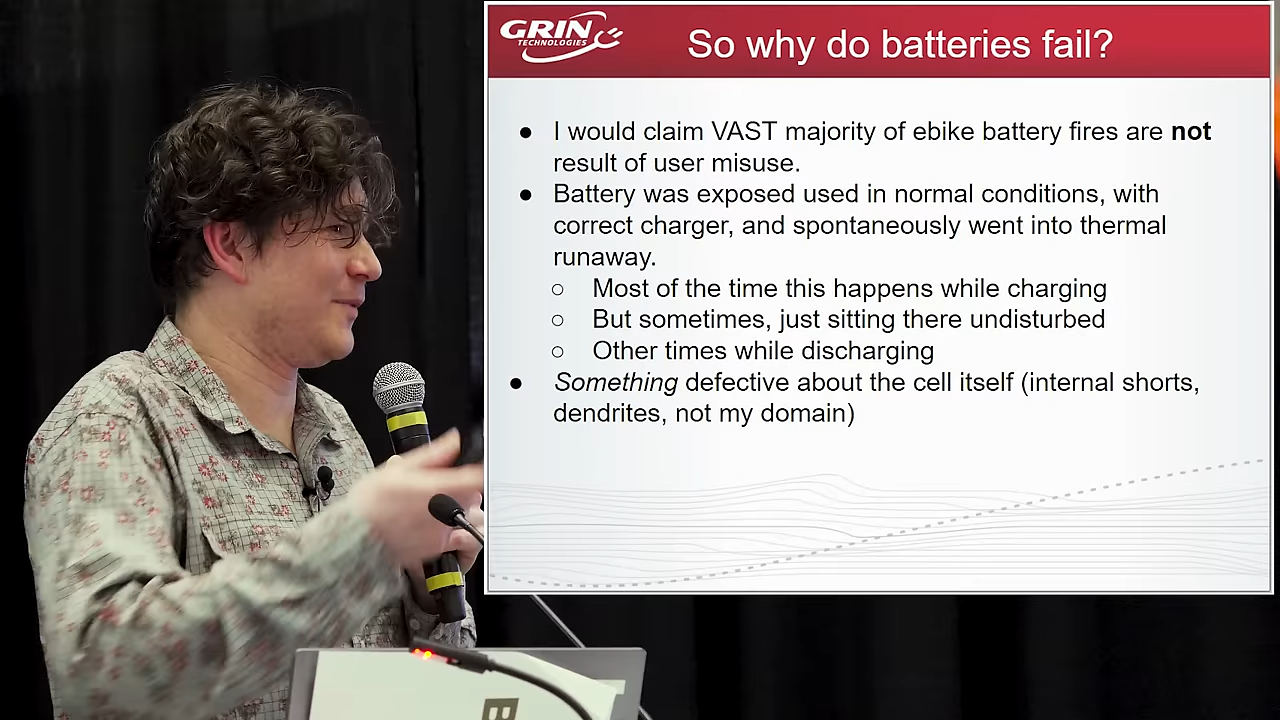 GRIN
TECHNOLOGIES
So why do batteries fail?
● I would claim VAST majority of ebike battery fires are not
result of user misuse.
● Battery was exposed used in normal conditions, with
correct charger, and spontaneously went into thermal
runaway.
○ Most of the time this happens while charging
○ But sometimes, just sitting there undisturbed
○ Other times while discharging
● Something defective about the cell itself (internal shorts,
dendrites, not my domain)